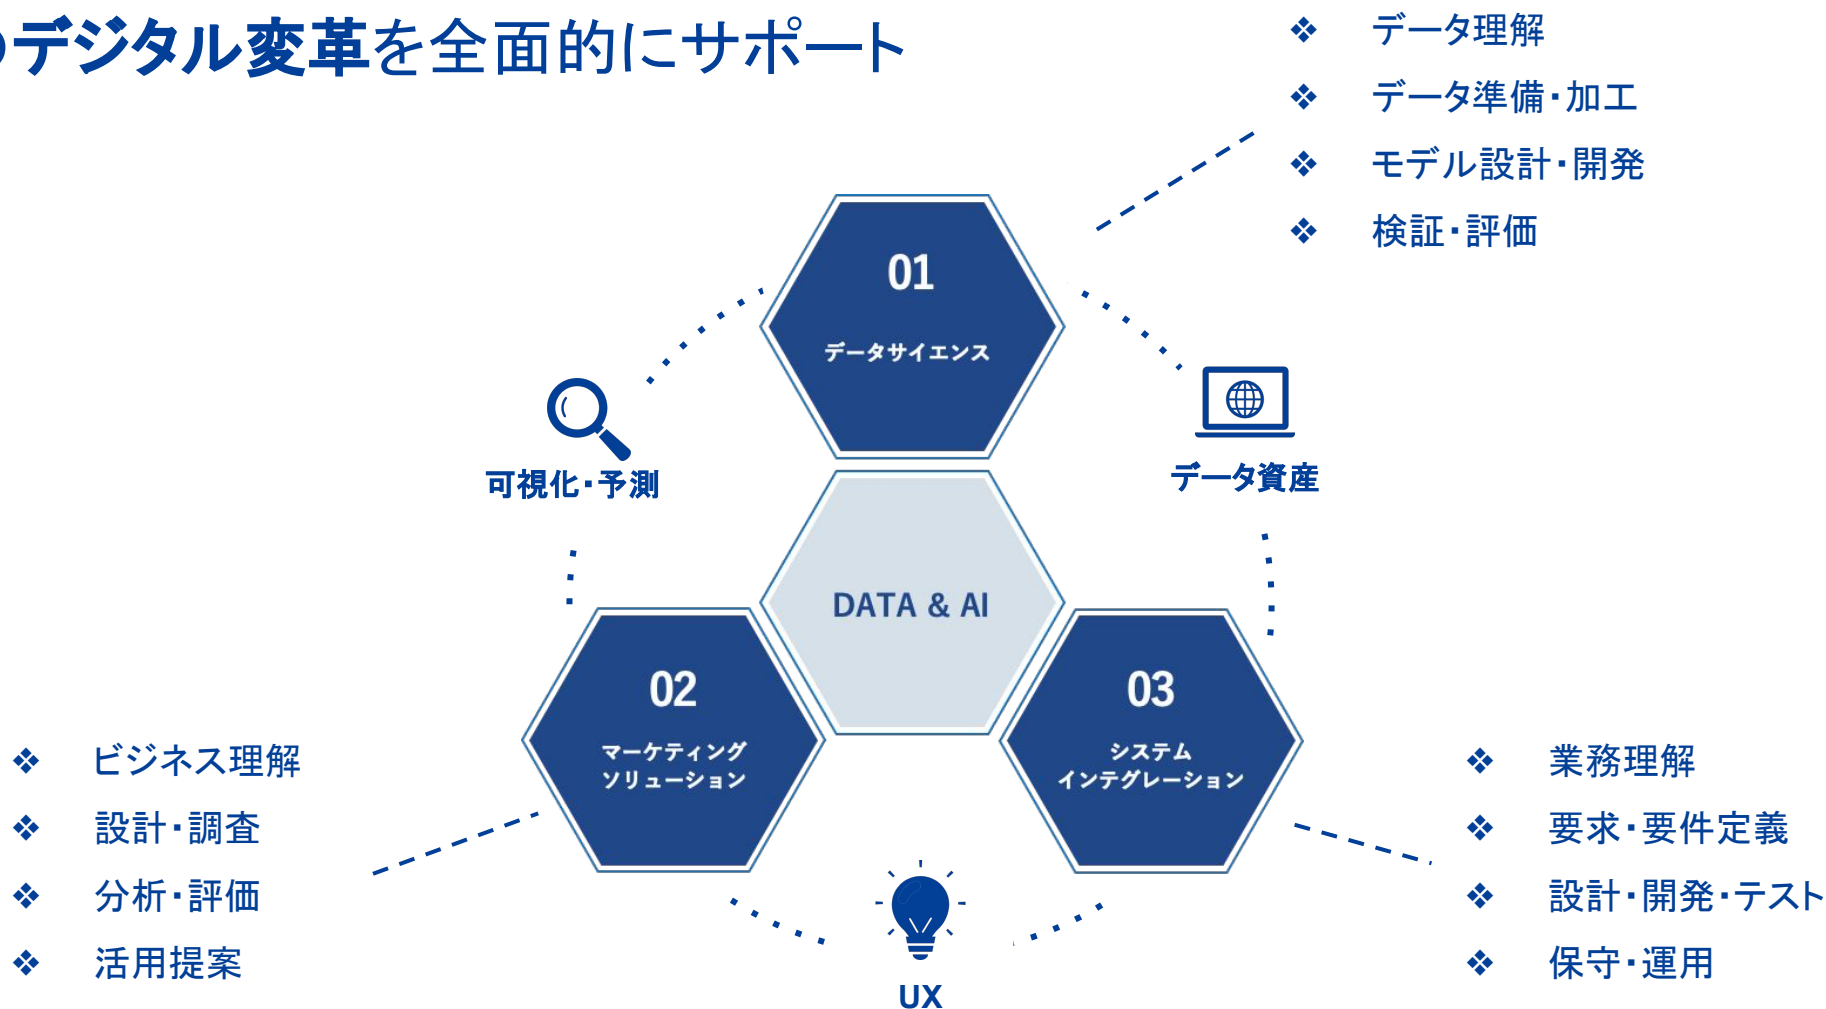 のデジタル変革を全面的にサポート
❖ データ理解
❖ データ準備・加工
❖ モデル設計・開発
❖ 検証・評価
01
データサイエンス
可視化・予測
データ資産
DATA & AI
02
マーケティング
ソリューション
03
システム
インテグレーション
❖ ビジネス理解
❖ 設計・調査
❖ 分析・評価
❖ 活用提案
❖ 業務理解
❖ 要求・要件定義
❖ 設計・開発・テスト
❖ 保守・運用
UX